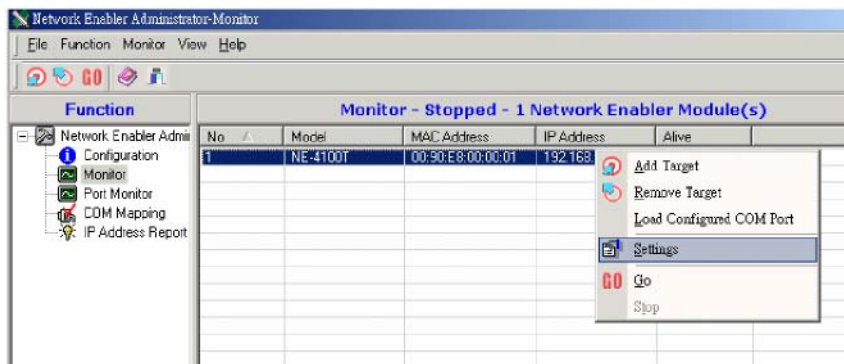 Network Enabler Administrator-Monitor
File Function Monitor View Help
GO
Function
Monitor - Stopped - 1 Network Enabler Module(s)
Network Enabler Admi
Configuration
Monitor
Port Monitor
COM Mapping
IP Address Report
No Model MAC Address IP Address Alive
1 NE-4100T 00:90:E8:00:00:01 192.168.
Add Target
Remove Target
Load Configured COM Port
Settings
GO Go
Stop